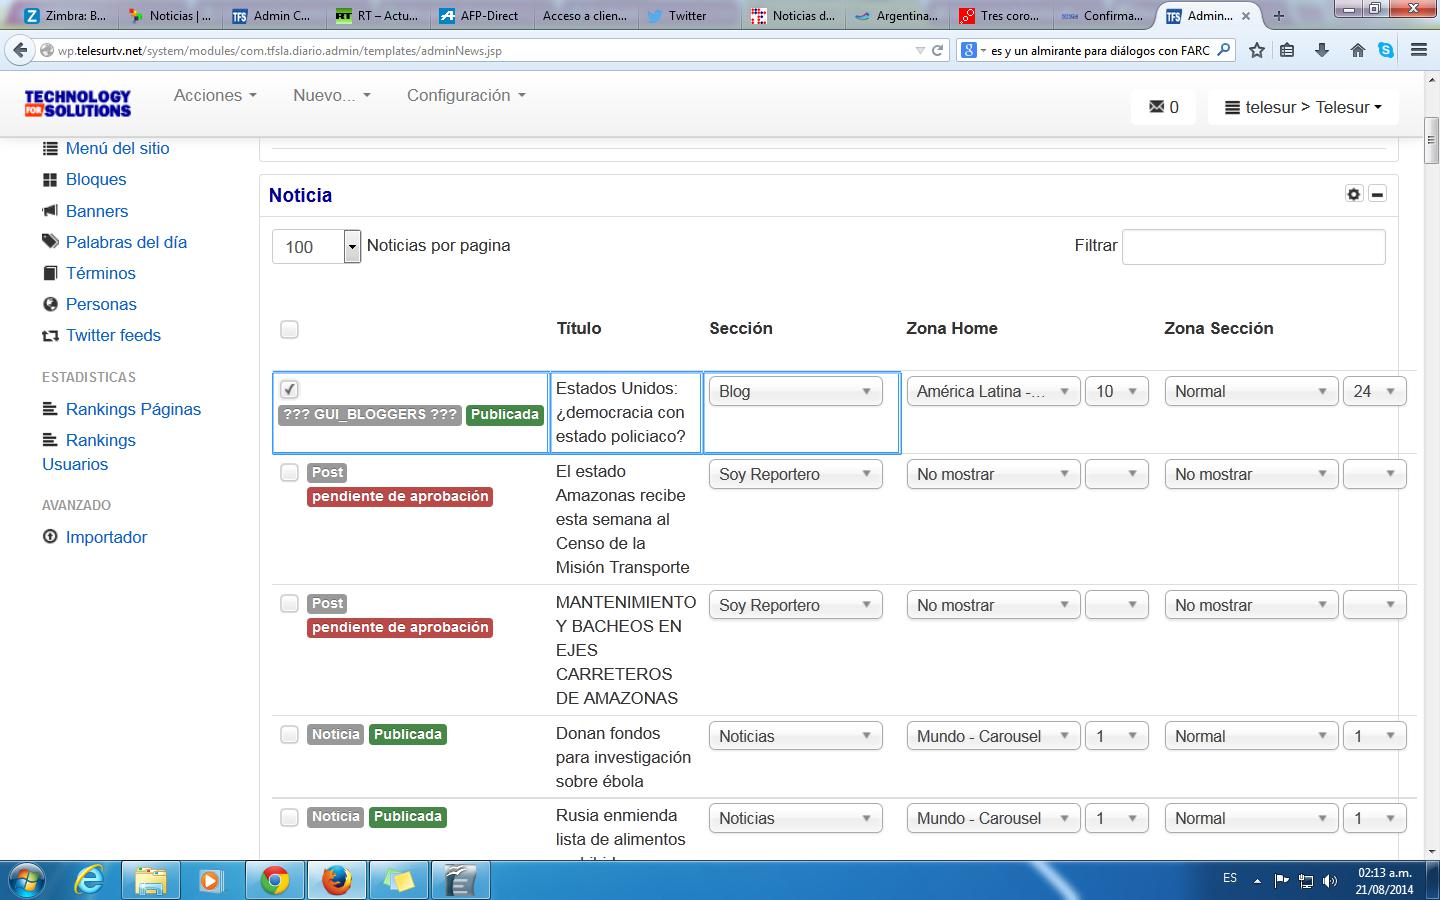 Zimbra: B...
Noticias | ...
Admin C...
RT – Actu...
AFP-Direct
Acceso a clien...
Twitter
Noticias d...
Argentina...
Tres coro...
Confirma...
Admin...
wp.telesurtv.net/system/modules/com.tfsla.diario.admin/templates/adminNews.jsp
es y un almirante para diálogos con FARC
TECHNOLOGY
FOR SOLUTIONS
Acciones
Nuevo...
Configuración
0
telesur > Telesur
Menú del sitio
Bloques
Banners
Palabras del día
Términos
Personas
Twitter feeds
ESTADISTICAS
Rankings Páginas
Rankings
Usuarios
AVANZADO
Importador
Noticia
100
Noticias por pagina
Filtrar
Título
Sección
Zona Home
Zona Sección
??? GUI_BLOGGERS ???
Publicada
Estados Unidos:
¿democracia con
estado policiaco?
Blog
América Latina -...
10
Normal
24
Post
pendiente de aprobación
El estado
Amazonas recibe
esta semana al
Censo de la
Misión Transporte
Soy Reportero
No mostrar
No mostrar
Post
pendiente de aprobación
MANTENIMIENTO
Y BACHEOS EN
EJES
CARRETEROS
DE AMAZONAS
Soy Reportero
No mostrar
No mostrar
Noticia
Publicada
Donan fondos
para investigación
sobre ébola
Noticias
Mundo - Carousel
1
Normal
1
Noticia
Publicada
Rusia enmienda
lista de alimentos
Noticias
Mundo - Carousel
1
Normal
1
ES
02:13 a.m.
21/08/2014